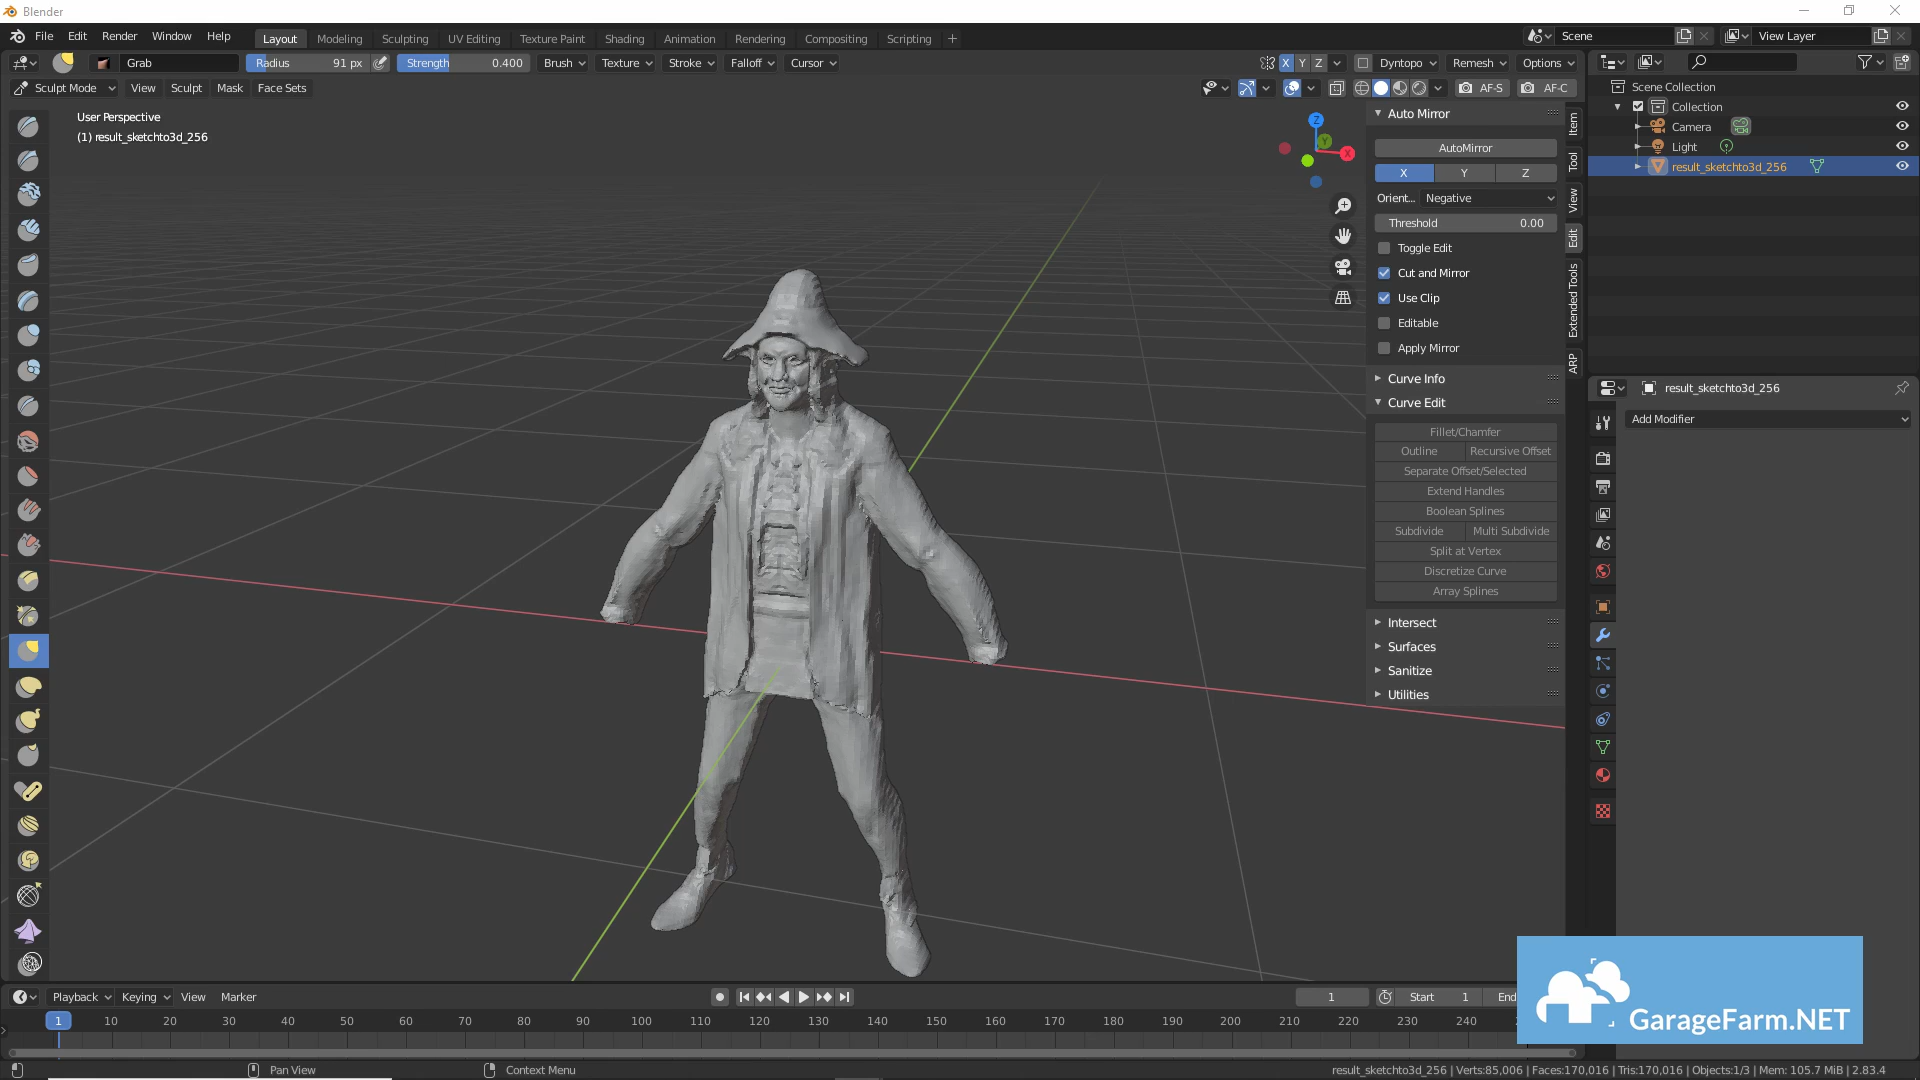 Blender
File Edit Render Window Help Layout Modeling Sculpting UV Editing Texture Paint Shading Animation Rendering Compositing Scripting + Scene View Layer
Grab Radius 91 px Strength 0.400 Brush Texture Stroke Falloff Cursor X Y Z Dyntopo Remesh Options
Sculpt Mode View Sculpt Mask Face Sets AF-S AF-C
User Perspective
(1) result_sketchto3d_256
Z
Y
X
Auto Mirror
AutoMirror
X Y Z
Orient... Negative
Threshold 0.00
Toggle Edit
Cut and Mirror
Use Clip
Editable
Apply Mirror
Curve Info
Curve Edit
Fillet/Chamfer
Outline Recursive Offset
Separate Offset/Selected
Extend Handles
Boolean Splines
Subdivide Multi Subdivide
Split at Vertex
Discretize Curve
Array Splines
Intersect
Surfaces
Sanitize
Utilities
Item
Tool
View
Edit
Extended Tools
ARP
Scene Collection
Collection
Camera
Light
result_sketchto3d_256
result_sketchto3d_256
Add Modifier
Playback Keying View Marker 1 Start 1 End
1 10 20 30 40 50 60 70 80 90 100 110 120 130 140 150 160 170 180 190 200 210 220 230 240
GarageFarm.NET
Pan View Context Menu result_sketchto3d_256 | Verts:85,006 | Faces:170,016 | Tris:170,016 | Objects:1/3 | Mem: 105.7 MiB | 2.83.4